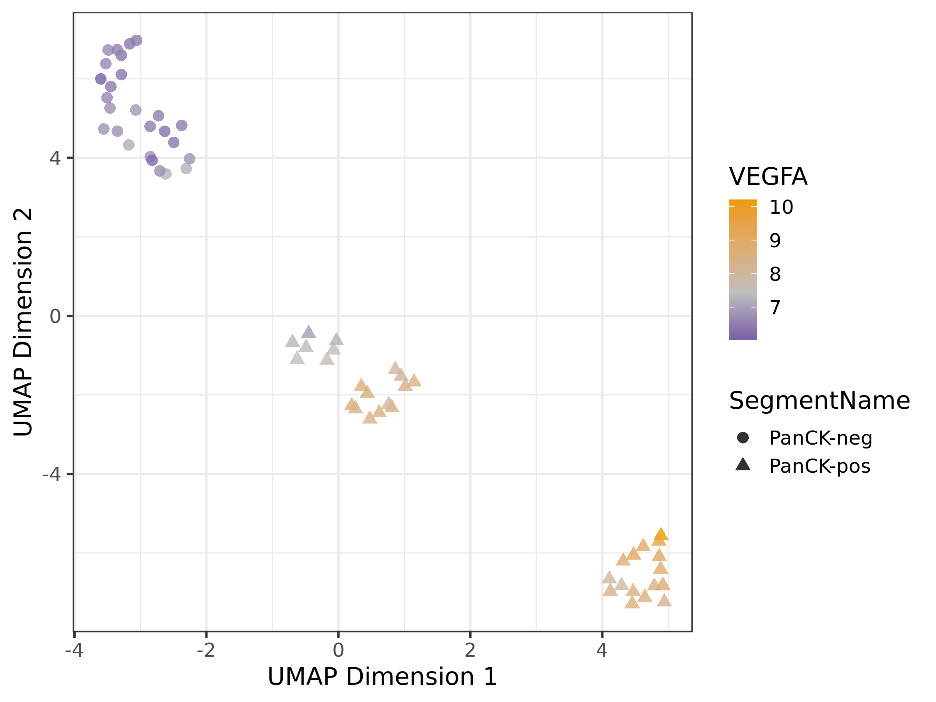 4
0
-4
-4
-2
0
2
4
UMAP Dimension 1
UMAP Dimension 2
VEGFA
10
9
8
7
SegmentName
PanCK-neg
PanCK-pos